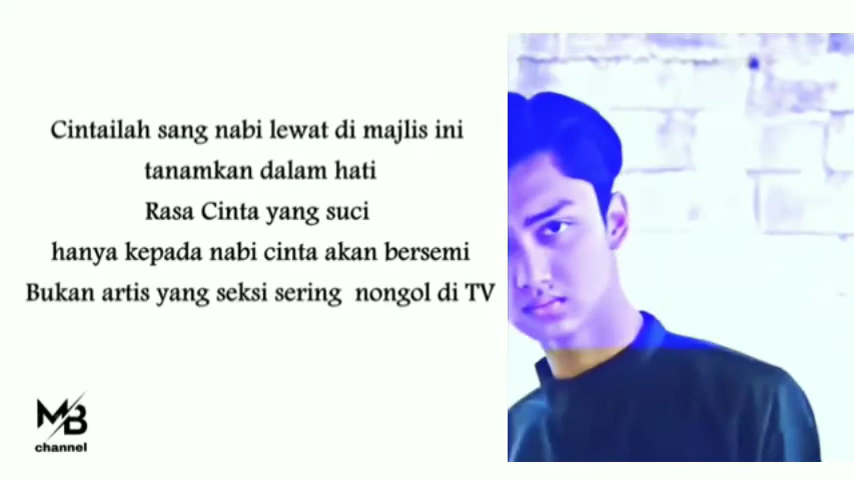 Cintailah sang nabi lewat di majlis ini
tanamkan dalam hati
Rasa Cinta yang suci
hanya kepada nabi cinta akan bersemi
Bukan artis yang seksi sering nongol di TV
MB
channel